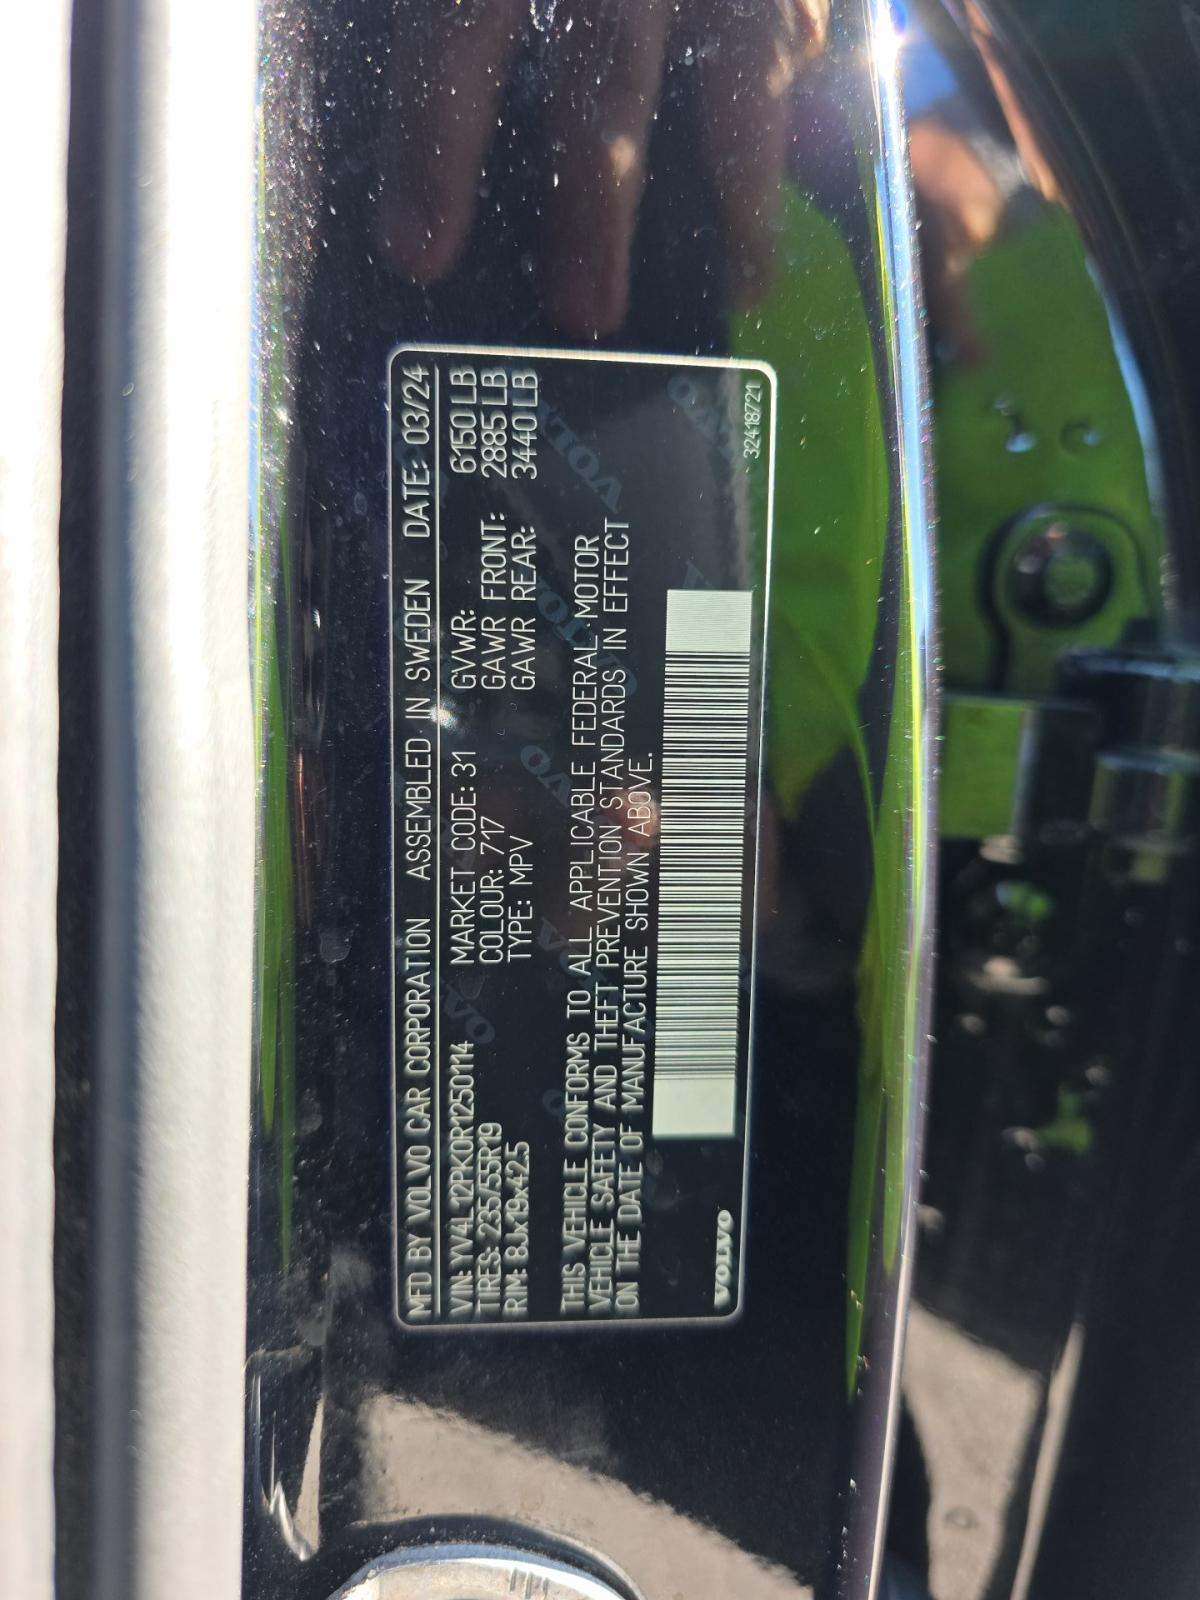 MFD BY VOLVO CAR CORPORATION ASSEMBLED IN SWEDEN DATE: 03/24
VIN: YV4L12PK0R1250114 MARKET CODE: 31 GVWR: 6150 LB
TIRES: 235/55R19 COLOUR: 717 GAWR FRONT: 2885 LB
RIM: 8Jx19x42.5 TYPE: MPV GAWR REAR: 3440 LB
THIS VEHICLE CONFORMS TO ALL APPLICABLE FEDERAL MOTOR
VEHICLE SAFETY AND THEFT PREVENTION STANDARDS IN EFFECT
ON THE DATE OF MANUFACTURE SHOWN ABOVE.
VOLVO 32418721